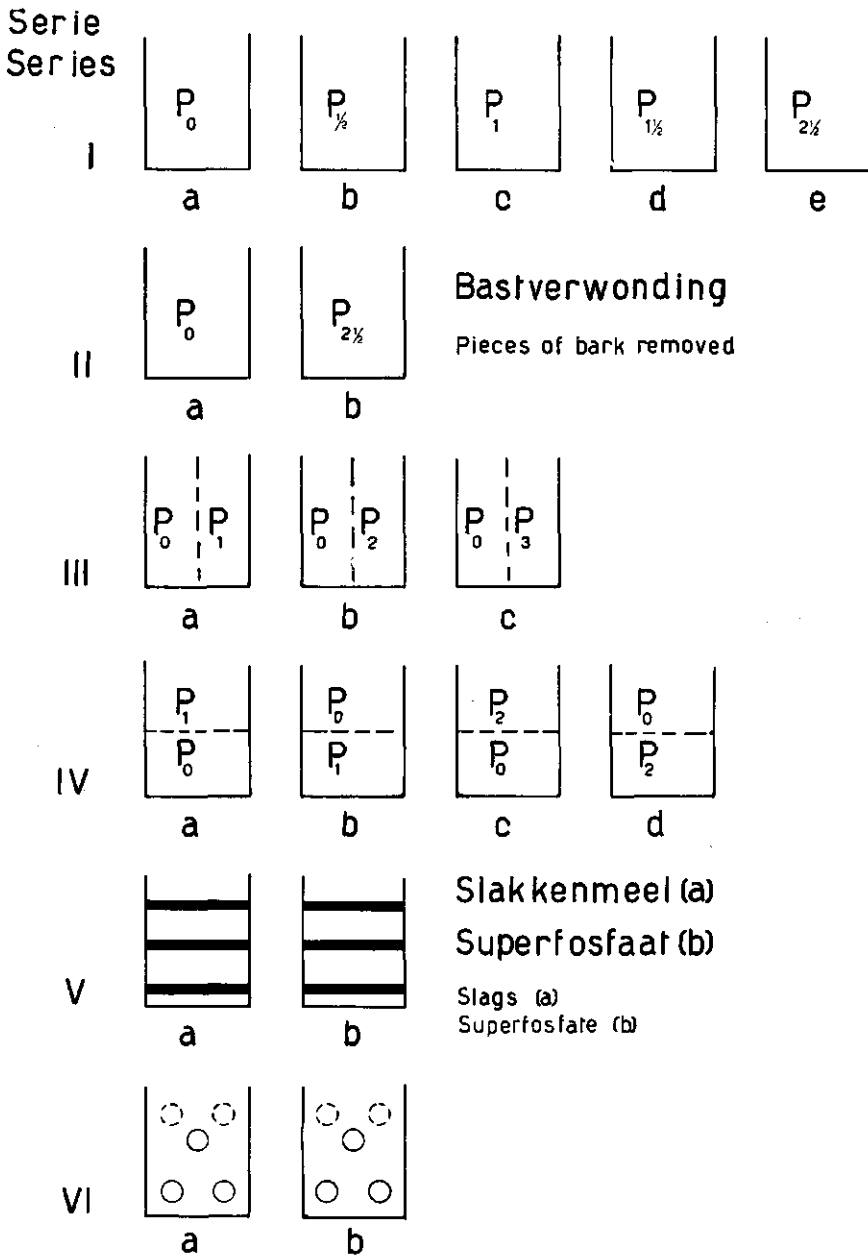 Serie
Series
I
P0 P½ P1 P1½ P2½
a b c d e
II
P0 P2½
a b
Bastverwonding
Pieces of bark removed
III
P0 P1 P0 P2 P0 P3
a b c
IV
P1 P0 P2 P0
P0 P1 P0 P2
a b c d
V
a b
Slakkenmeel (a)
Superfosfaat (b)
Slags (a)
Superfosfate (b)
VI
a b